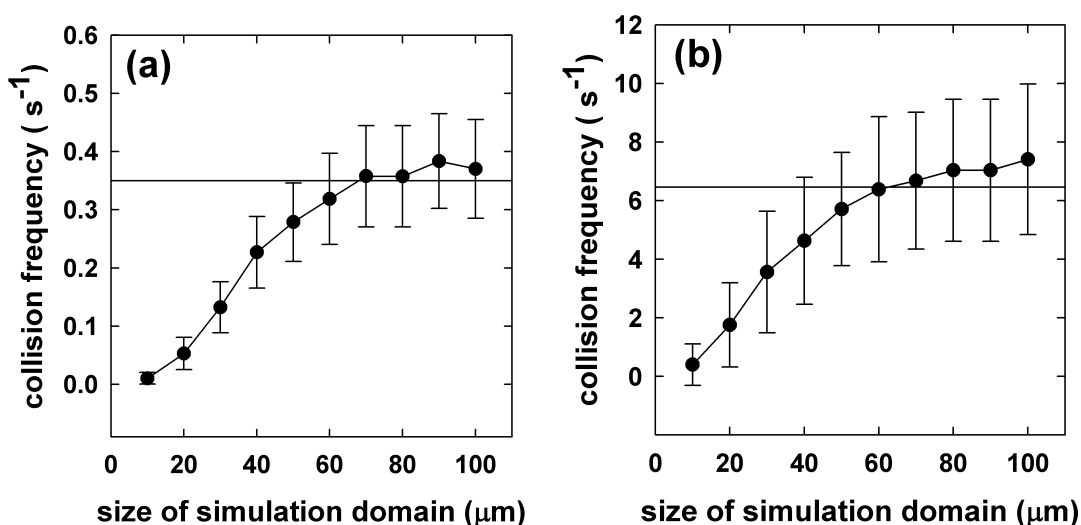 (a)
collision frequency ( s-1)
0.6
0.5
0.4
0.3
0.2
0.1
0.0
0 20 40 60 80 100
size of simulation domain (μm)
(b)
collision frequency ( s-1)
12
10
8
6
4
2
0
0 20 40 60 80 100
size of simulation domain (μm)